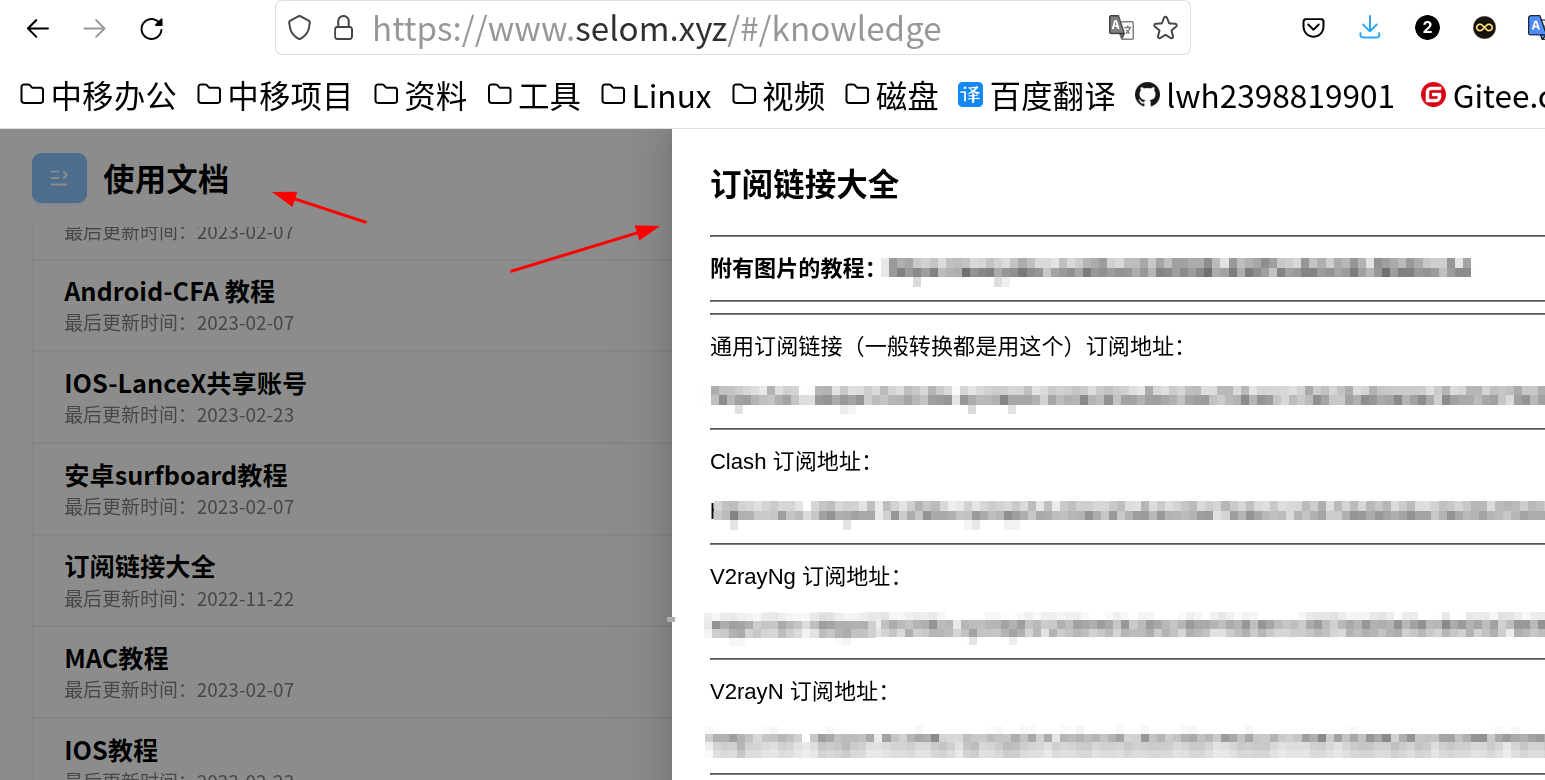 https://www.selom.xyz/#/knowledge
2
中移办公 中移项目 资料 工具 Linux 视频 磁盘 译 百度翻译 lwh2398819901 G Gitee.c
使用文档
最后更新时间：2023-02-07
Android-CFA 教程
最后更新时间：2023-02-07
IOS-LanceX共享账号
最后更新时间：2023-02-23
安卓surfboard教程
最后更新时间：2023-02-07
订阅链接大全
最后更新时间：2022-11-22
MAC教程
最后更新时间：2023-02-07
IOS教程
最后更新时间：2023-02-23
订阅链接大全
附有图片的教程：
通用订阅链接（一般转换都是用这个）订阅地址：
Clash 订阅地址：
V2rayNg 订阅地址：
V2rayN 订阅地址：